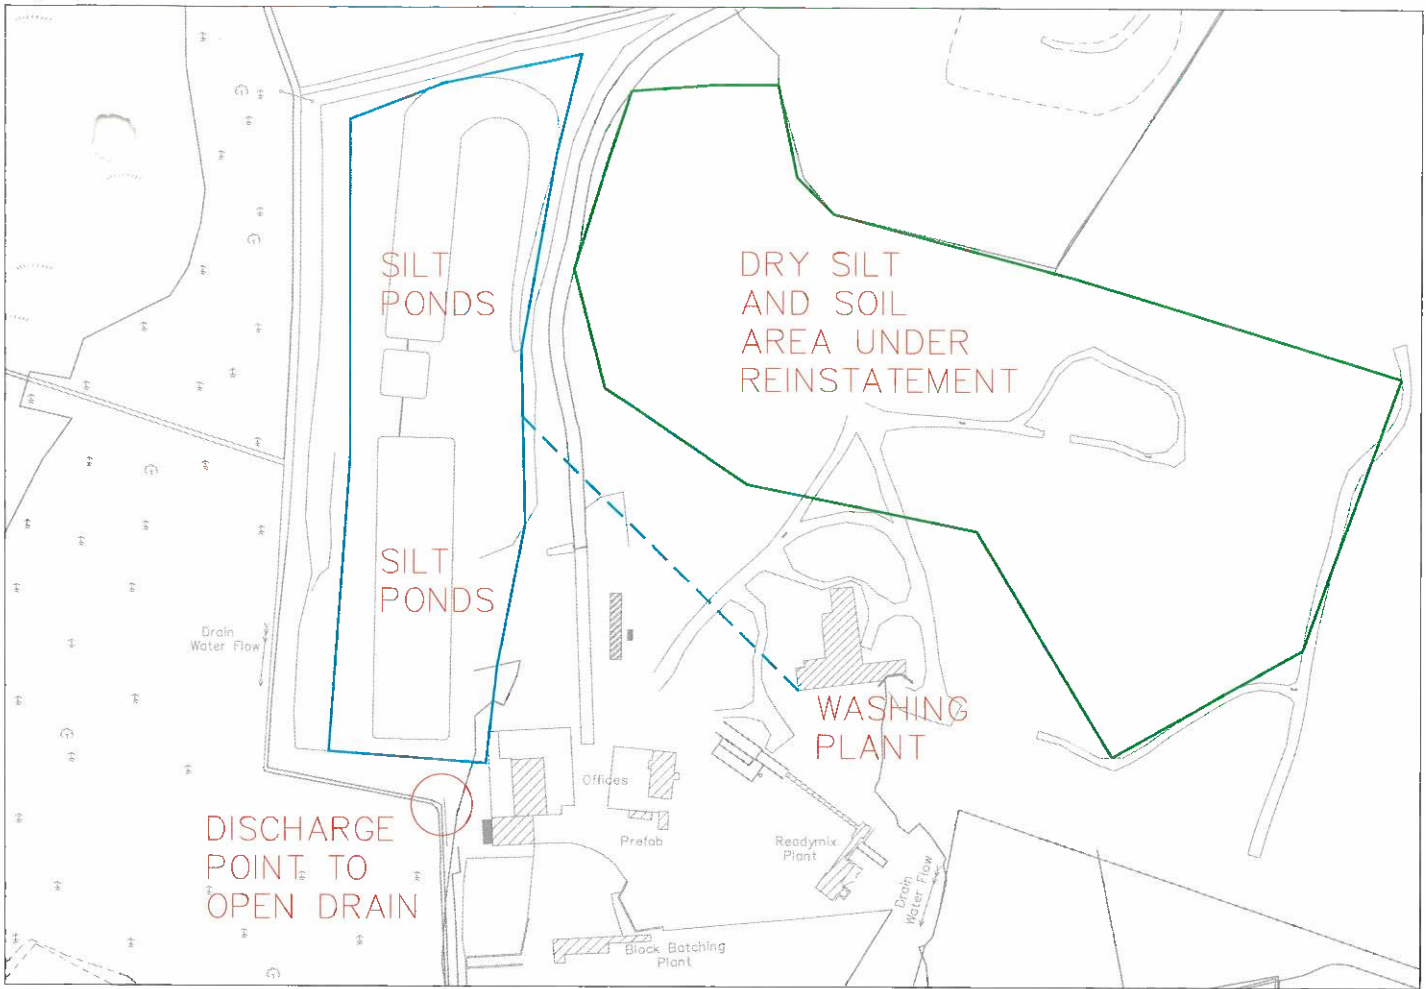 SILT
PONDS
DRY SILT
AND SOIL
AREA UNDER
REINSTATEMENT
SILT
PONDS
Drain
Water Flow
WASHING
PLANT
Offices
DISCHARGE
POINT TO
OPEN DRAIN
Prefab
Readymix
Plant
Drain
Water Flow
Block Batching
Plant